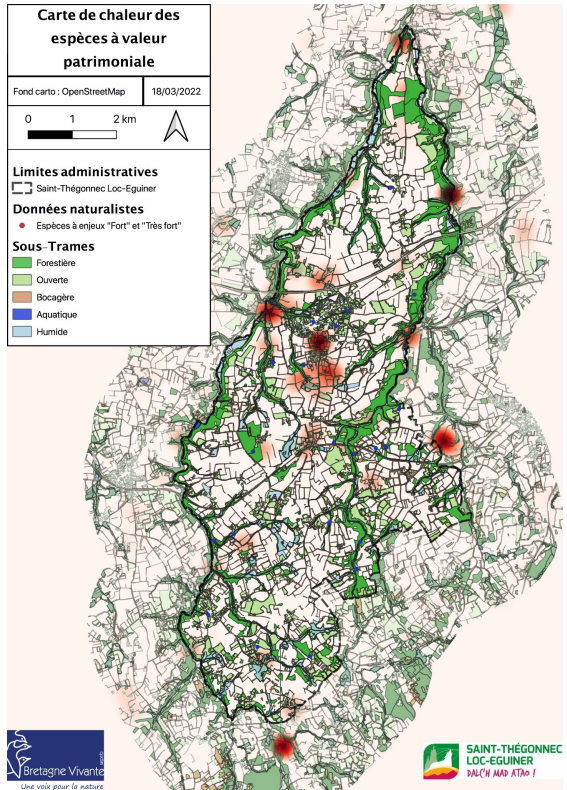 Carte de chaleur des
espèces à valeur
patrimoniale
Fond carto : OpenStreetMap
18/03/2022
0 1 2 km
Limites administratives
Saint-Thégonnec Loc-Eguiner
Données naturalistes
Espèces à enjeux "Fort" et "Très fort"
Sous-Trames
Forestière
Ouverte
Bocagère
Aquatique
Humide
Bretagne Vivante
Une voix pour la nature
SAINT-THÉGONNEC
LOC-EGUINER
DALC'H MAD ATAO !